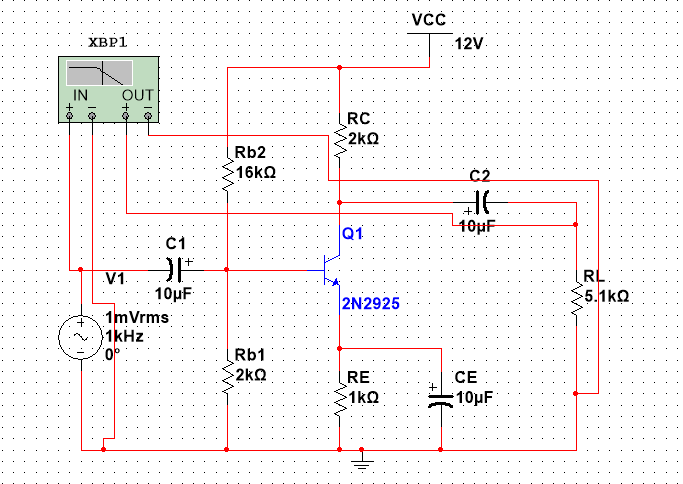 VCC
12V
XBP1
IN
OUT
+ − + −
RC
2kΩ
Rb2
16kΩ
C2
+
10µF
Q1
C1
+
10µF
V1
2N2925
RL
5.1kΩ
+
1mVrms
1kHz
0°
−
Rb1
2kΩ
RE
1kΩ
CE
+
10µF